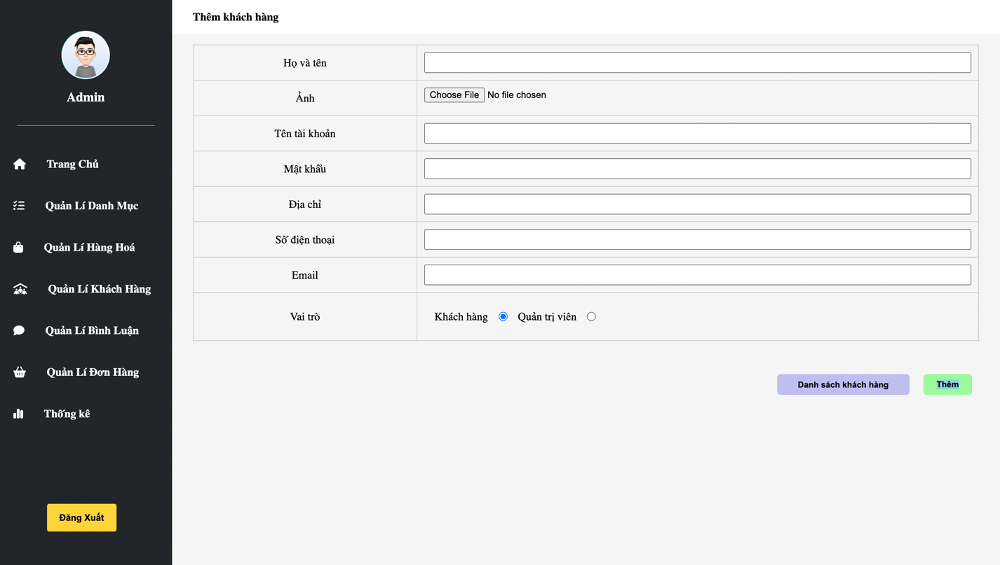 Admin
Trang Chủ
Quản Lí Danh Mục
Quản Lí Hàng Hoá
Quản Lí Khách Hàng
Quản Lí Bình Luận
Quản Lí Đơn Hàng
Thống kê
Đăng Xuất
Thêm khách hàng
Họ và tên
Ảnh Choose File No file chosen
Tên tài khoản
Mật khẩu
Địa chỉ
Số điện thoại
Email
Vai trò Khách hàng Quản trị viên
Danh sách khách hàng Thêm